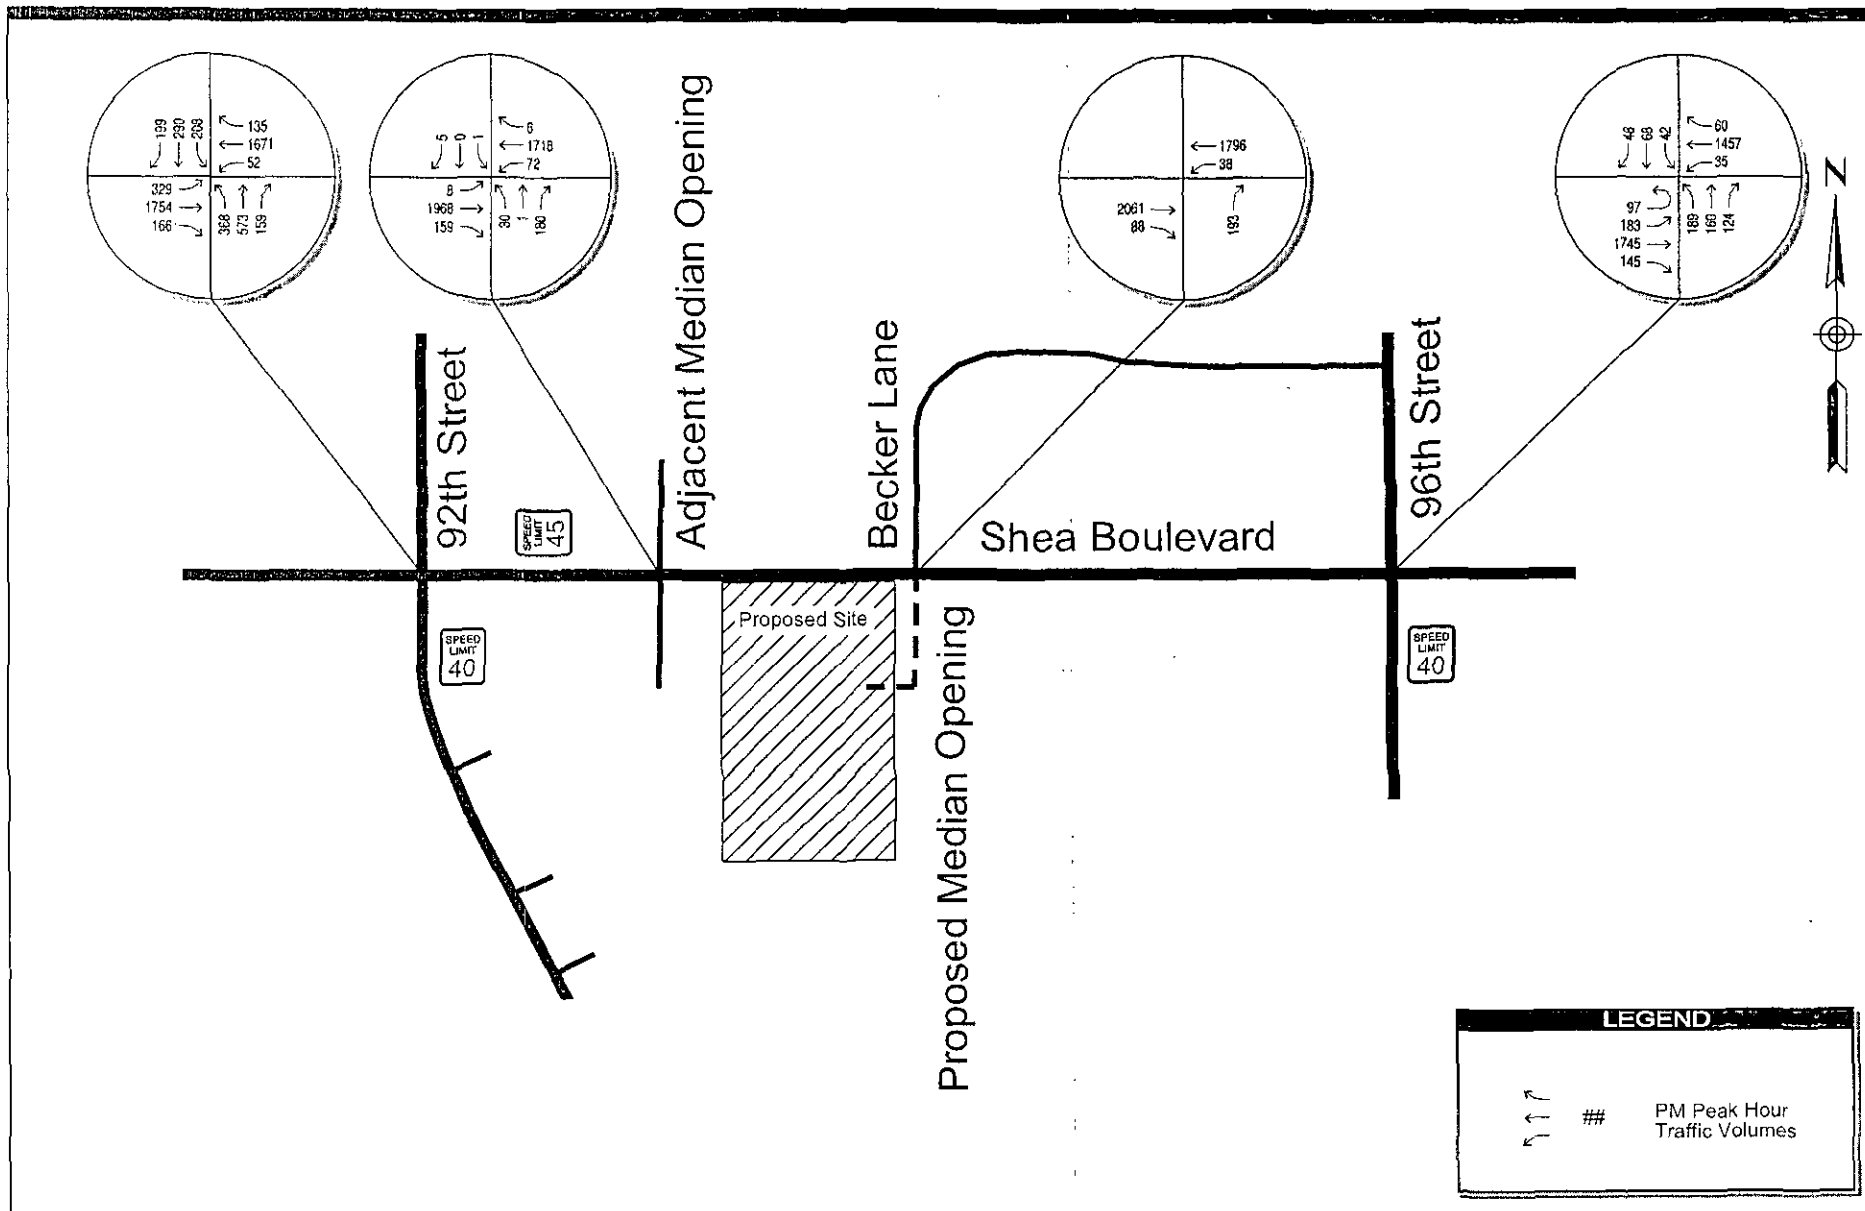 199 290 208
135
1671
52
329
1754
166
368 573 159
5 0 1
6
1718
72
8
1968
159
30 1 180
1796
38
2061
88
193
48 68 42
60
1457
35
97
183
1745
145
189 160 124
N
92th Street
Adjacent Median Opening
Becker Lane
96th Street
SPEED
LIMIT
45
Shea Boulevard
Proposed Site
SPEED
LIMIT
40
Proposed Median Opening
SPEED
LIMIT
40
LEGEND
## PM Peak Hour
Traffic Volumes